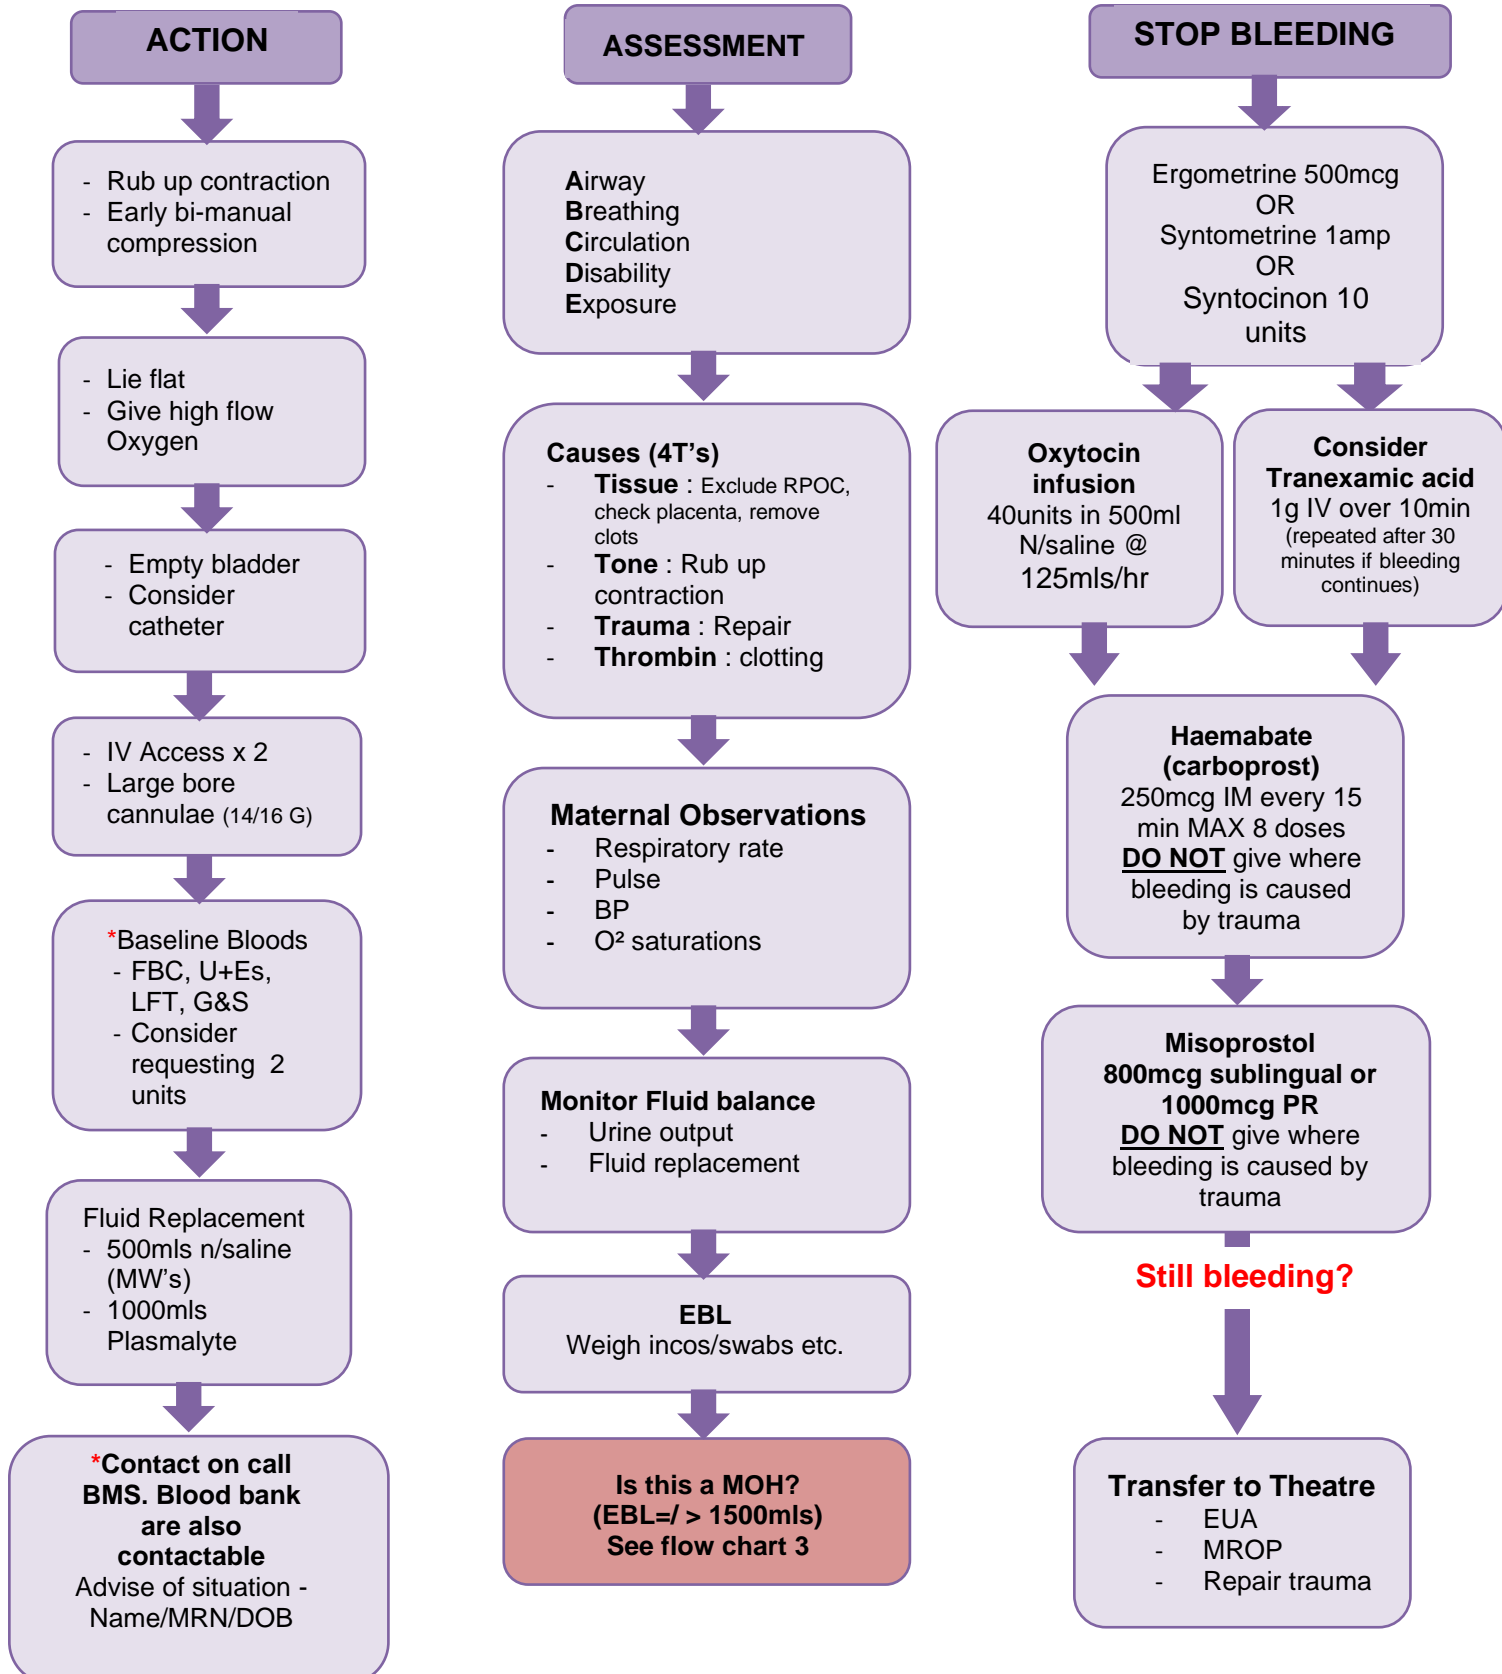 ACTION
- Rub up contraction
- Early bi-manual
compression
- Lie flat
- Give high flow
Oxygen
- Empty bladder
- Consider
catheter
- IV Access x 2
- Large bore
cannulae (14/16 G)
*Baseline Bloods
- FBC, U+Es,
LFT, G&S
- Consider
requesting 2
units
Fluid Replacement
- 500mls n/saline
(MW's)
- 1000mls
Plasmalyte
*Contact on call
BMS. Blood bank
are also
contactable
Advise of situation -
Name/MRN/DOB
ASSESSMENT
Airway
Breathing
Circulation
Disability
Exposure
Causes (4T's)
- Tissue : Exclude RPOC,
check placenta, remove
clots
- Tone : Rub up
contraction
- Trauma : Repair
- Thrombin : clotting
Maternal Observations
- Respiratory rate
- Pulse
- BP
- O² saturations
Monitor Fluid balance
- Urine output
- Fluid replacement
EBL
Weigh incos/swabs etc.
Is this a MOH?
(EBL=/ > 1500mls)
See flow chart 3
STOP BLEEDING
Ergometrine 500mcg
OR
Syntometrine 1amp
OR
Syntocinon 10
units
Oxytocin
infusion
40units in 500ml
N/saline @
125mls/hr
Consider
Tranexamic acid
1g IV over 10min
(repeated after 30
minutes if bleeding
continues)
Haemabate
(carboprost)
250mcg IM every 15
min MAX 8 doses
DO NOT give where
bleeding is caused
by trauma
Misoprostol
800mcg sublingual or
1000mcg PR
DO NOT give where
bleeding is caused by
trauma
Still bleeding?
Transfer to Theatre
- EUA
- MROP
- Repair trauma